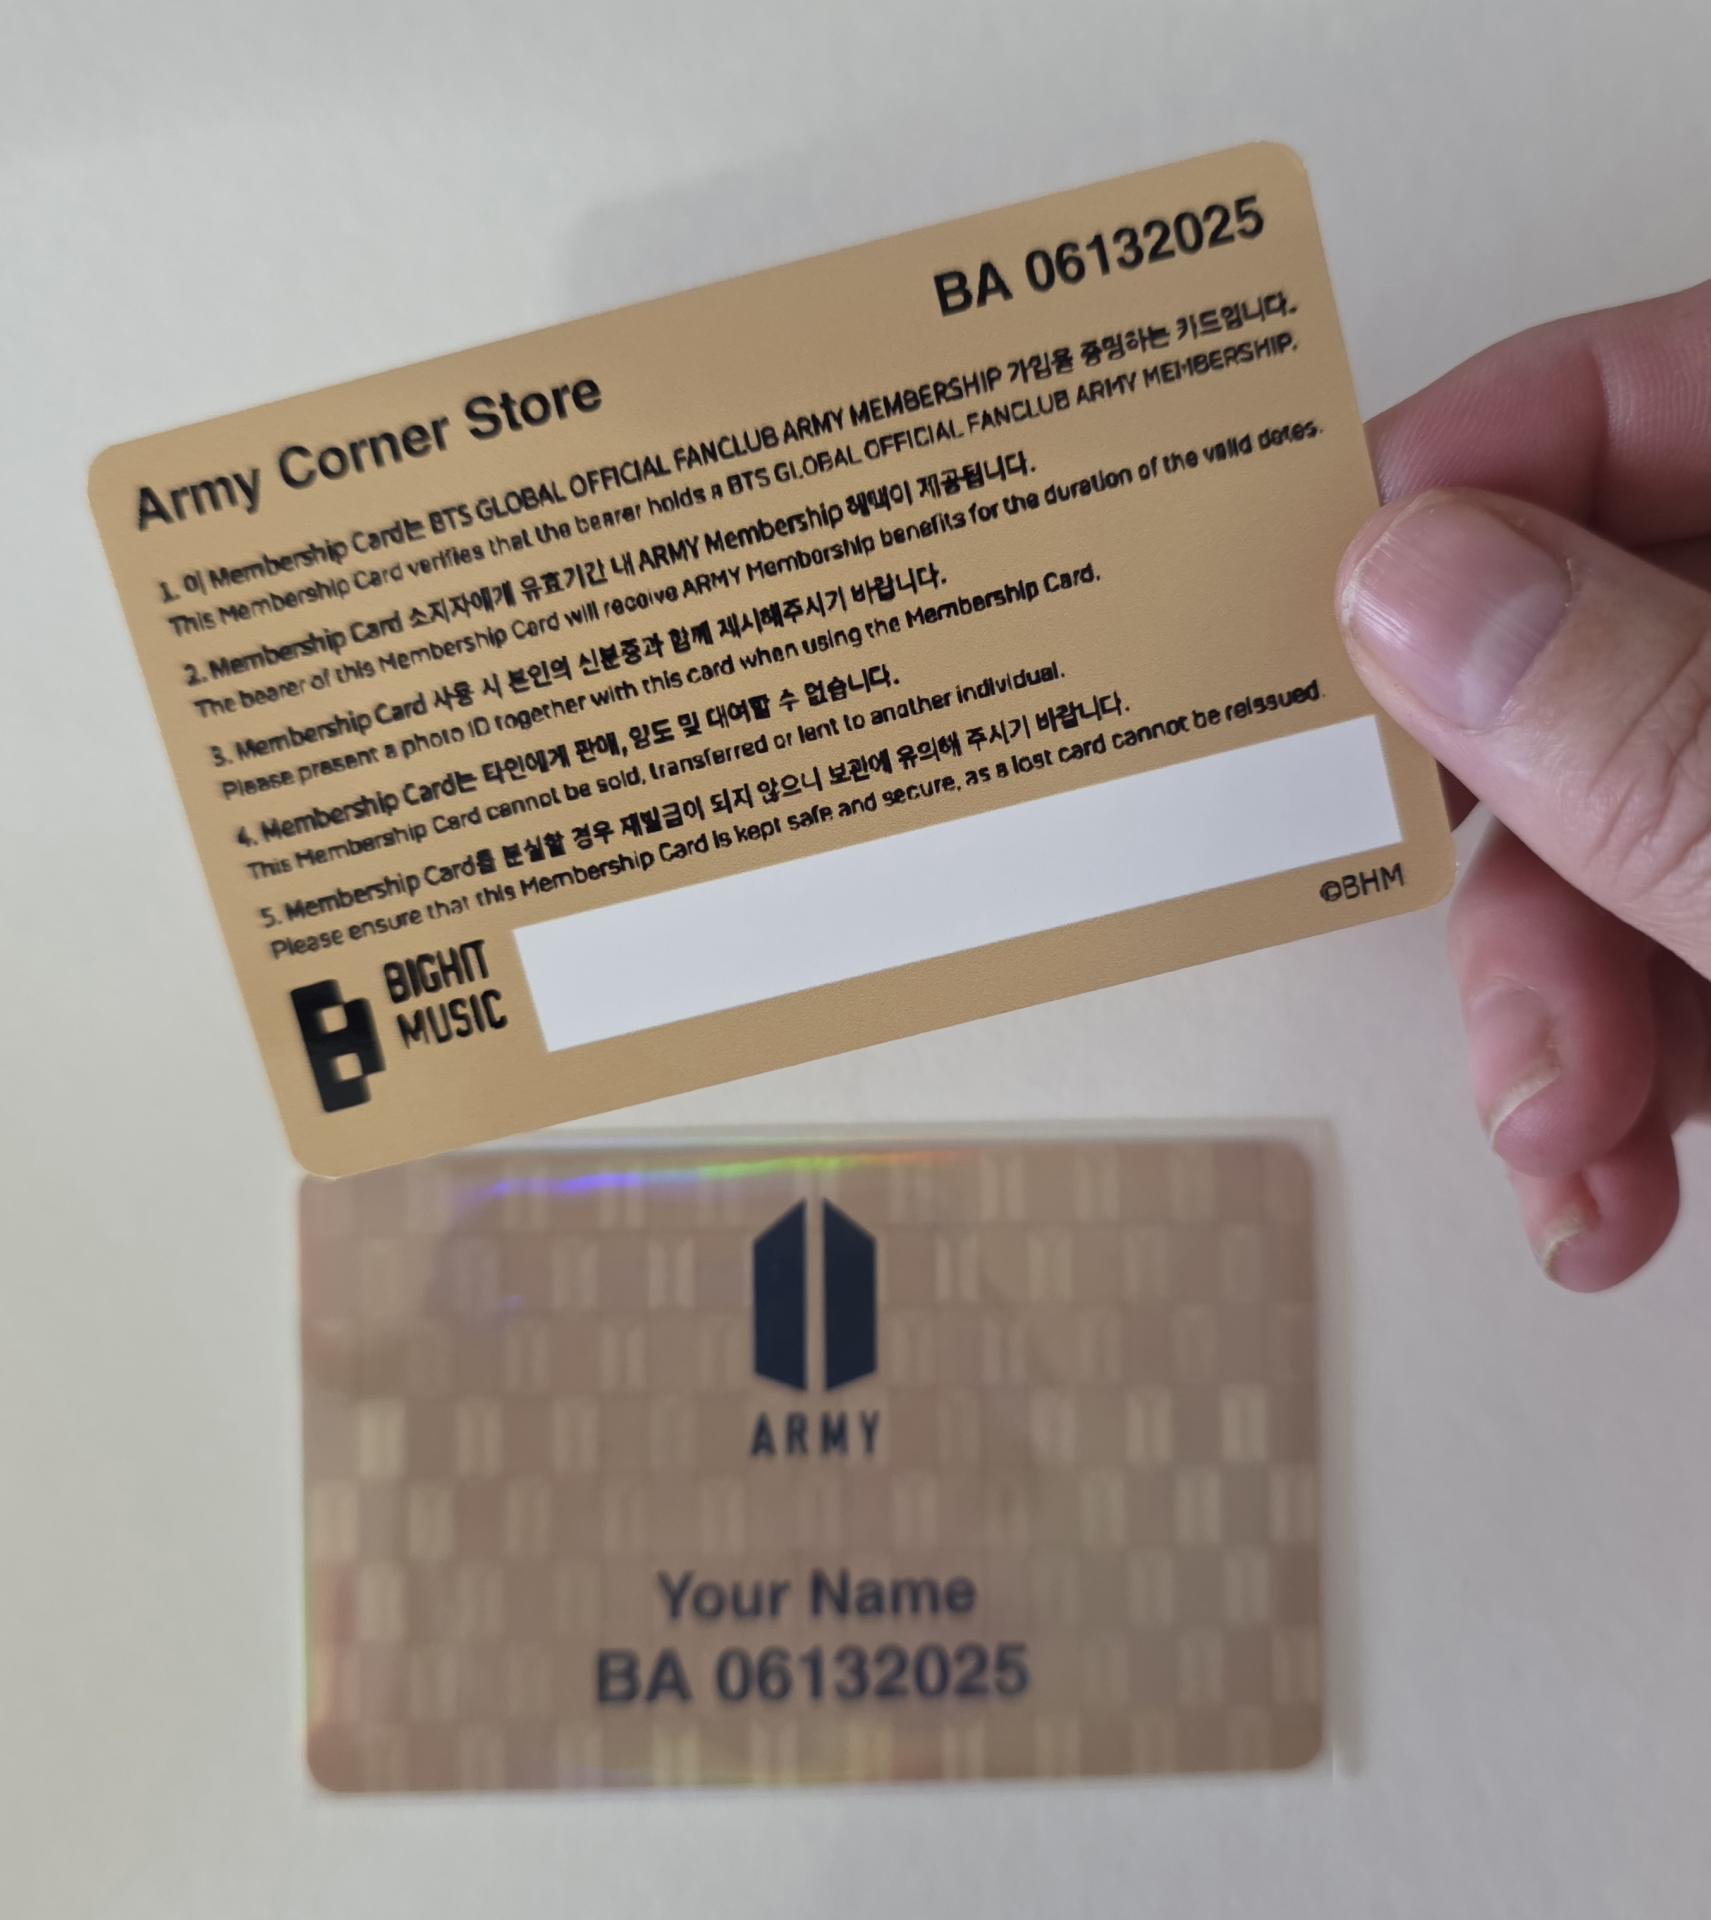 Army Corner Store
BA 06132025
1. 이 Membership Card는 BTS GLOBAL OFFICIAL FANCLUB ARMY MEMBERSHIP 가입을 증명하는 카드입니다.
This Membership Card verifies that the bearer holds a BTS GLOBAL OFFICIAL FANCLUB ARMY MEMBERSHIP.
2. Membership Card 소지자에게 유효기간 내 ARMY Membership 혜택이 제공됩니다.
The bearer of this Membership Card will receive ARMY Membership benefits for the duration of the valid dates.
3. Membership Card 사용 시 본인의 신분증과 함께 제시해주시기 바랍니다.
Please present a photo ID together with this card when using the Membership Card.
4. Membership Card는 타인에게 판매, 양도 및 대여할 수 없습니다.
This Membership Card cannot be sold, transferred or lent to another individual.
5. Membership Card를 분실할 경우 재발급이 되지 않으니 보관에 유의해 주시기 바랍니다.
Please ensure that this Membership Card is kept safe and secure, as a lost card cannot be reissued.
BIGHIT
MUSIC
©BHM
ARMY
Your Name
BA 06132025